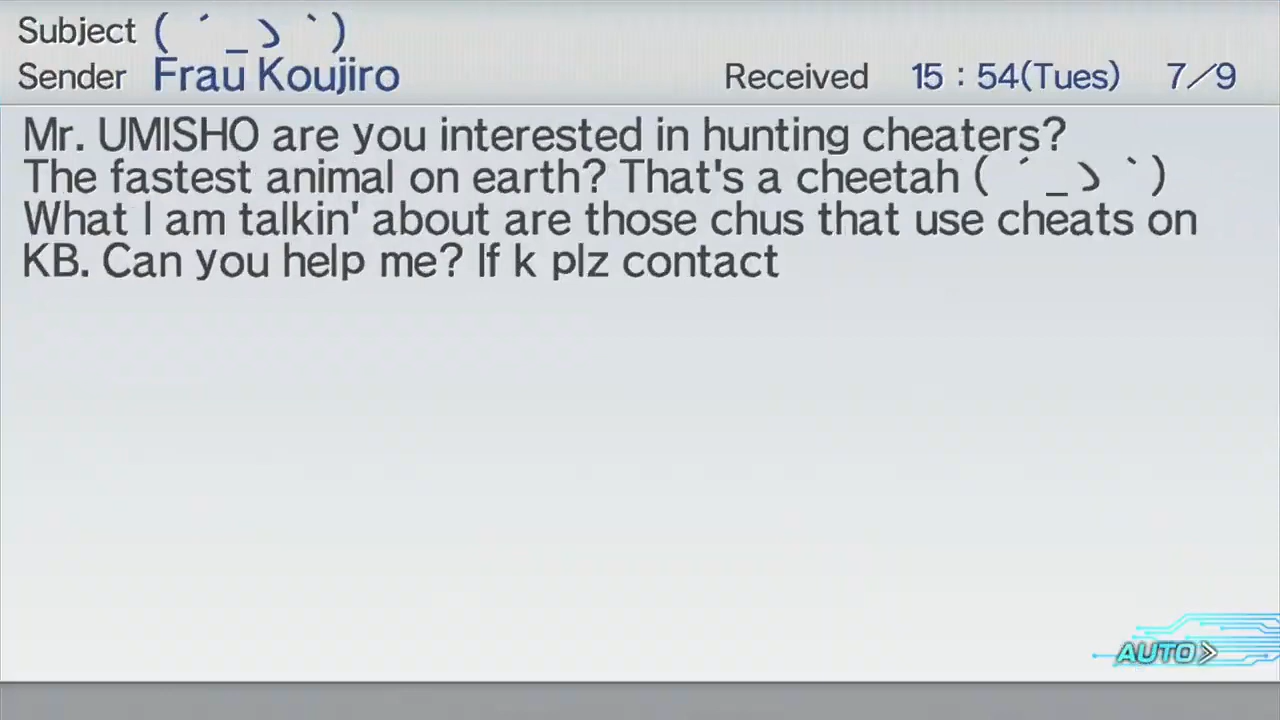 Subject ( ´_ゝ`)
Sender Frau Koujiro Received 15：54(Tues) 7／9
Mr. UMISHO are you interested in hunting cheaters?
The fastest animal on earth? That's a cheetah ( ´_ゝ`)
What I am talkin' about are those chus that use cheats on
KB. Can you help me? If k plz contact
AUTO